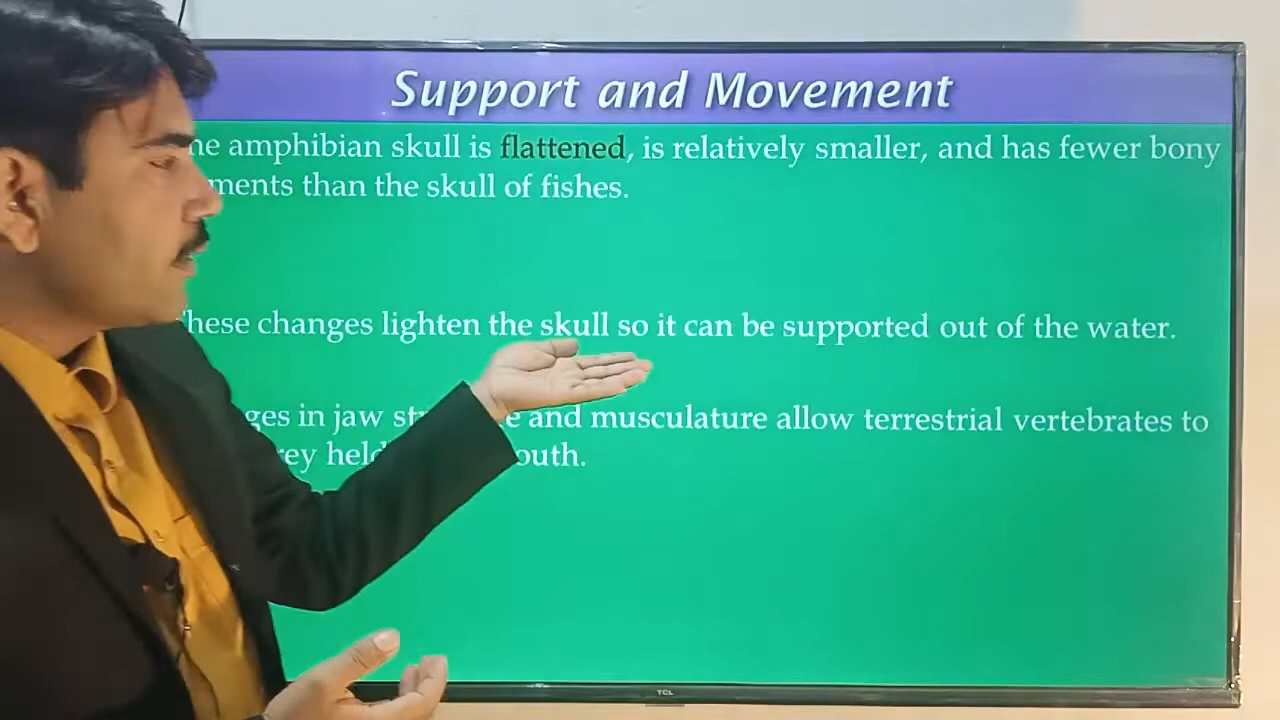 Support and Movement
he amphibian skull is flattened, is relatively smaller, and has fewer bony
ments than the skull of fishes.
hese changes lighten the skull so it can be supported out of the water.
ges in jaw st e and musculature allow terrestrial vertebrates to
rey held outh.
TCL